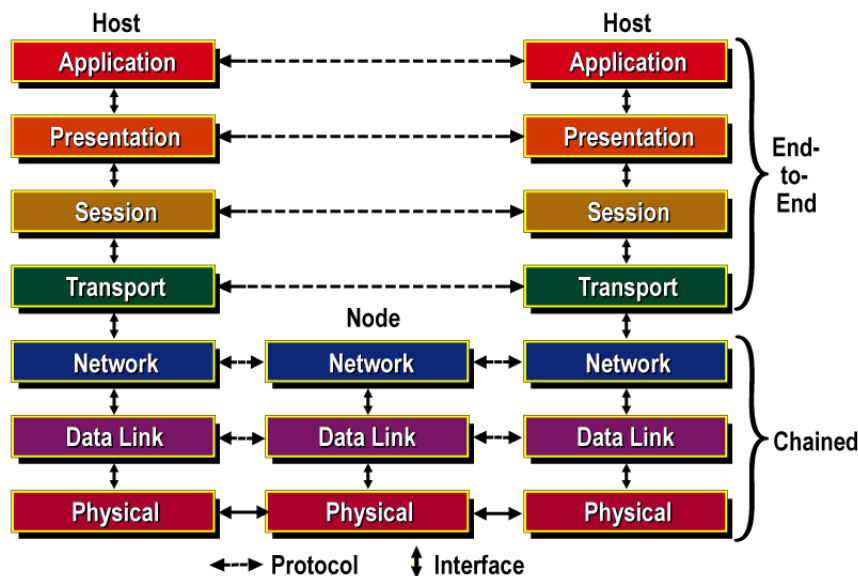 Host Host
Application Application
Presentation Presentation
End-
to-
End
Session Session
Transport Transport
Node
Network Network Network
Data Link Data Link Data Link
Chained
Physical Physical Physical
Protocol Interface